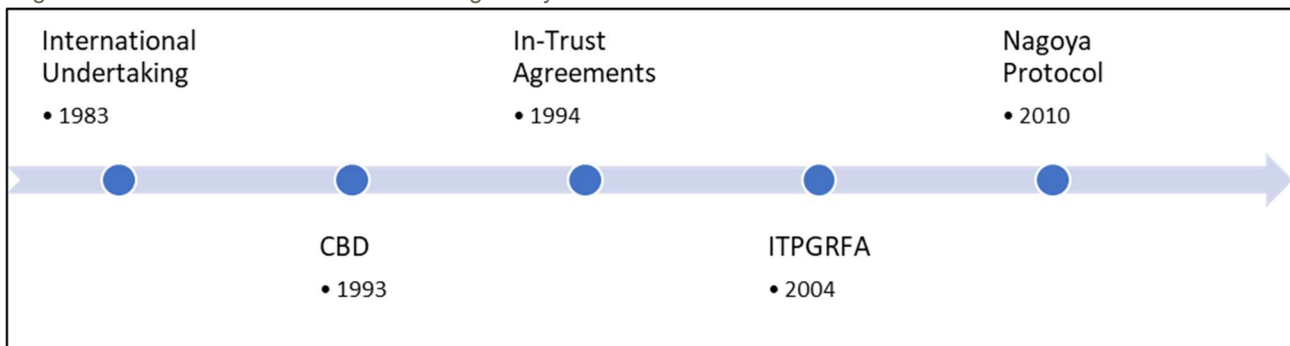 International
Undertaking
• 1983
In-Trust
Agreements
• 1994
Nagoya
Protocol
• 2010
CBD
• 1993
ITPGRFA
• 2004